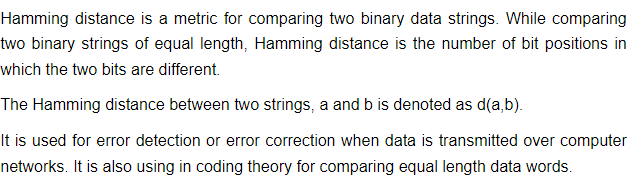 Hamming distance is a metric for comparing two binary data strings. While comparing
two binary strings of equal length, Hamming distance is the number of bit positions in
which the two bits are different.
The Hamming distance between two strings, a and b is denoted as d(a,b).
It is used for error detection or error correction when data is transmitted over computer
networks. It is also using in coding theory for comparing equal length data words.